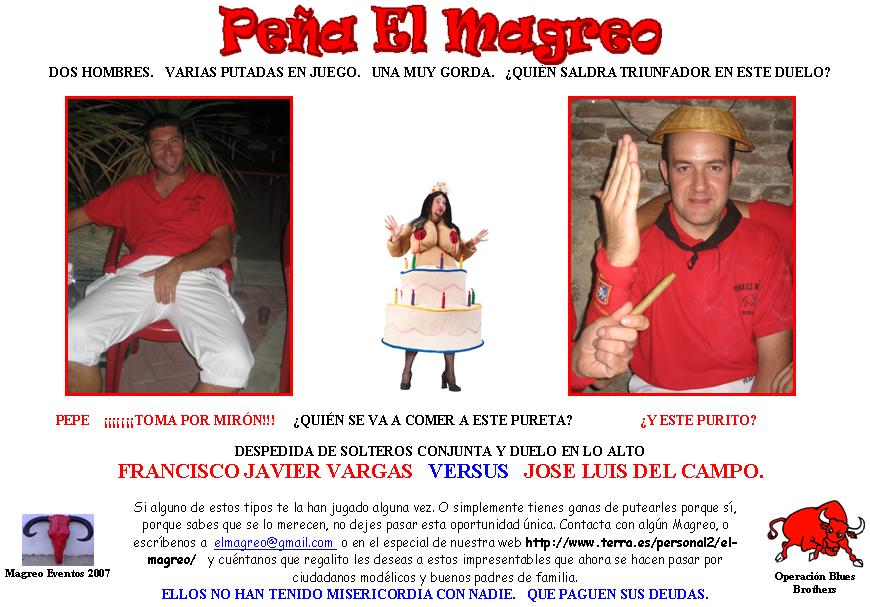 Peña El Magreo
DOS HOMBRES. VARIAS PUTADAS EN JUEGO. UNA MUY GORDA. ¿QUIÉN SALDRA TRIUNFADOR EN ESTE DUELO?
PEPE ¡¡¡¡¡¡¡TOMA POR MIRÓN!!! ¿QUIÉN SE VA A COMER A ESTE PURETA? ¿Y ESTE PURITO?
DESPEDIDA DE SOLTEROS CONJUNTA Y DUELO EN LO ALTO
FRANCISCO JAVIER VARGAS VERSUS JOSE LUIS DEL CAMPO.
Si alguno de estos tipos te la han jugado alguna vez. O simplemente tienes ganas de putearles porque sí,
porque sabes que se lo merecen, no dejes pasar esta oportunidad única. Contacta con algún Magreo, o
escríbenos a elmagreo@gmail.com o en el especial de nuestra web http://www.terra.es/personal2/el-
magreo/ y cuéntanos que regalito les deseas a estos impresentables que ahora se hacen pasar por
ciudadanos modélicos y buenos padres de familia.
ELLOS NO HAN TENIDO MISERICORDIA CON NADIE. QUE PAGUEN SUS DEUDAS.
Magreo Eventos 2007
Operación Blues
Brothers